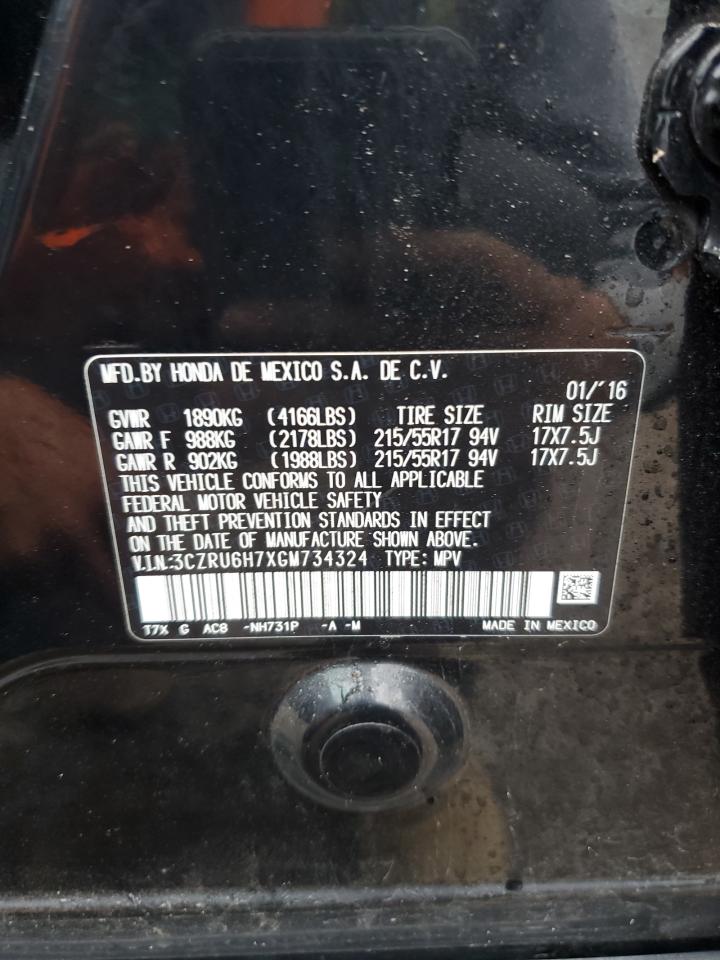 MFD.BY HONDA DE MEXICO S.A. DE C.V.
01/'16
GVWR 1890KG (4166LBS) TIRE SIZE RIM SIZE
GAWR F 988KG (2178LBS) 215/55R17 94V 17X7.5J
GAWR R 902KG (1988LBS) 215/55R17 94V 17X7.5J
THIS VEHICLE CONFORMS TO ALL APPLICABLE
FEDERAL MOTOR VEHICLE SAFETY
AND THEFT PREVENTION STANDARDS IN EFFECT
ON THE DATE OF MANUFACTURE SHOWN ABOVE.
V.I.N.:3CZRU6H7XGM734324 TYPE: MPV
T7X G AC8 -NH731P -A -M MADE IN MEXICO